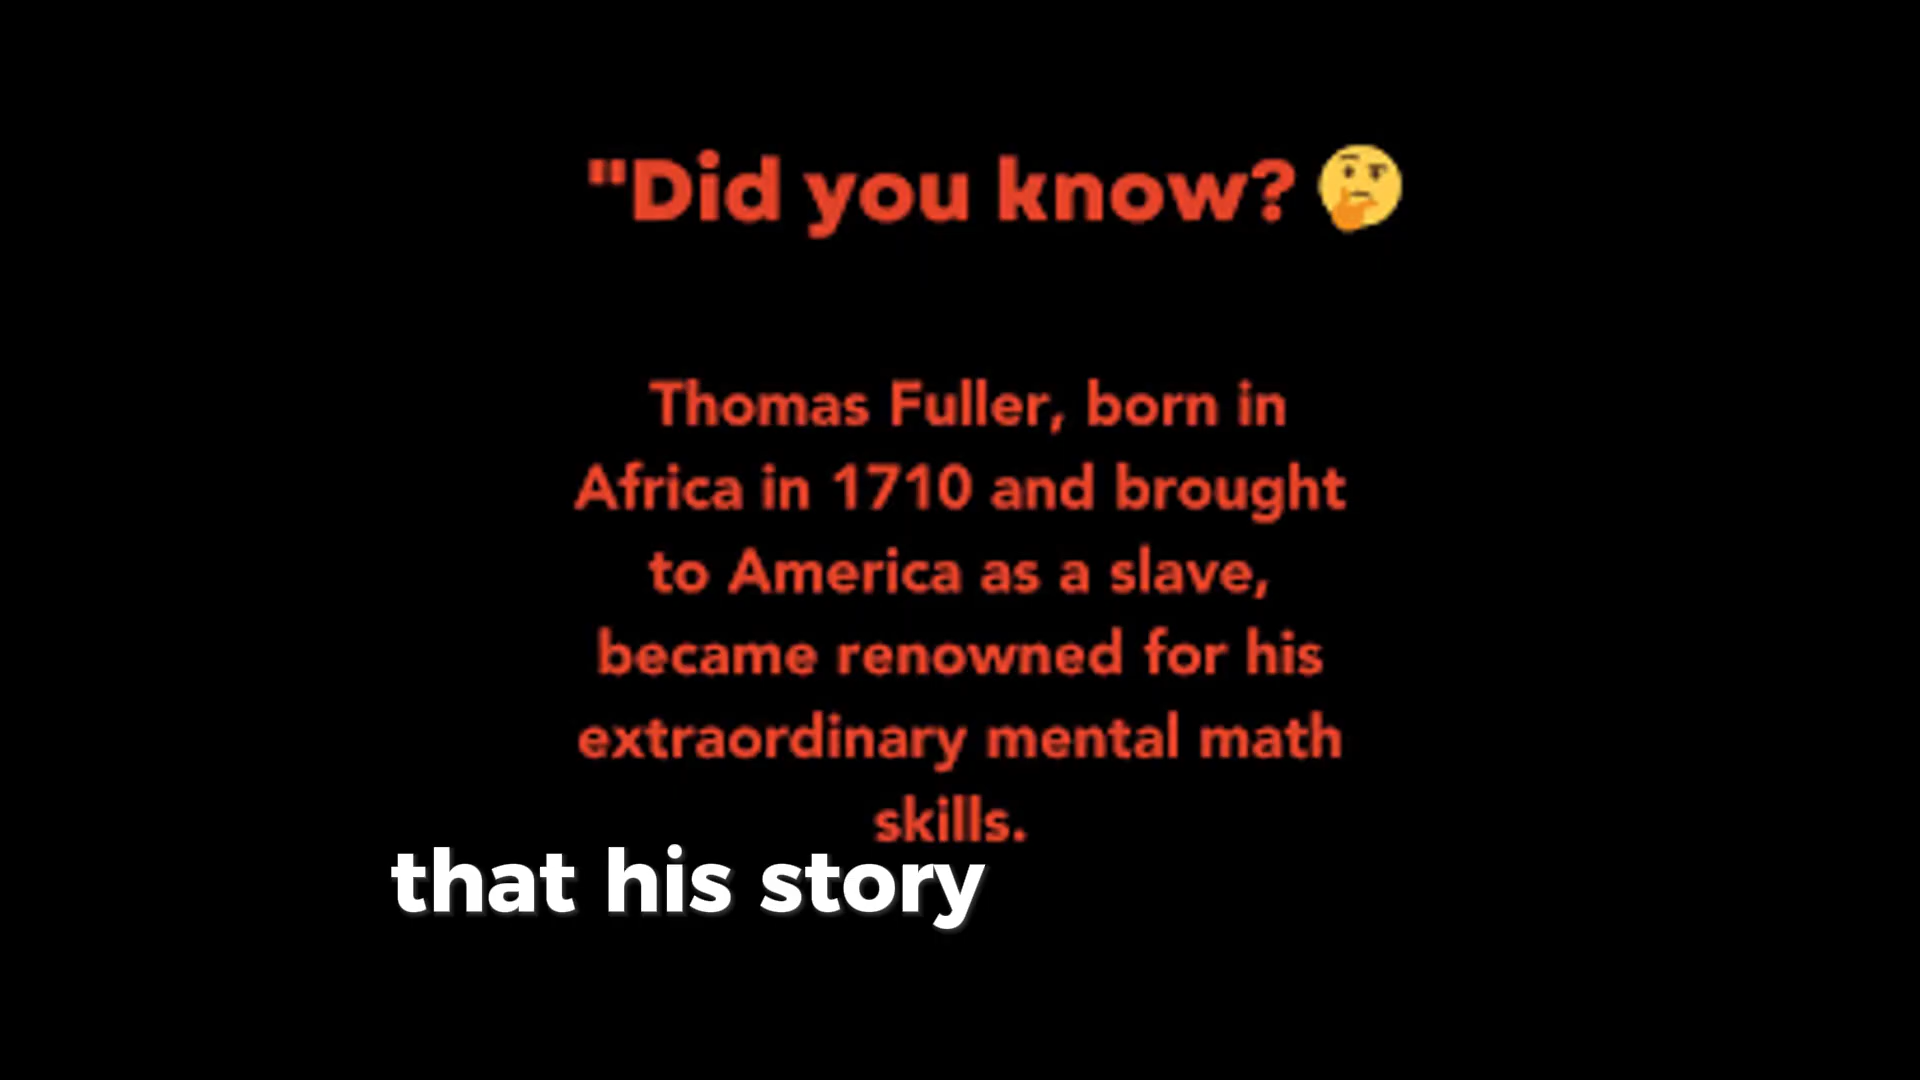 "Did you know? 🤔
Thomas Fuller, born in
Africa in 1710 and brought
to America as a slave,
became renowned for his
extraordinary mental math
skills.
that his story